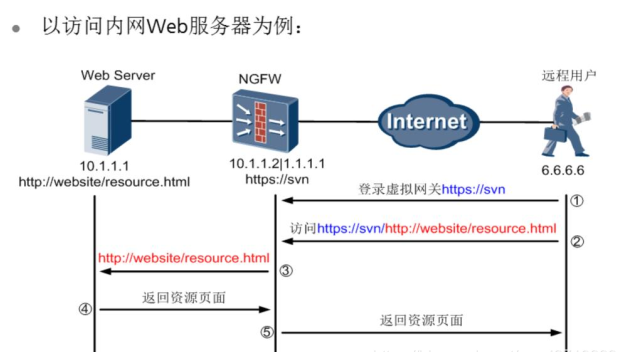 ● 以访问内网Web服务器为例：
Web Server
NGFW
Internet
远程用户
10.1.1.1
http://website/resource.html
10.1.1.2|1.1.1.1
https://svn
6.6.6.6
登录虚拟网关https://svn
①
访问https://svn/http://website/resource.html
②
http://website/resource.html
③
④
返回资源页面
⑤
返回资源页面